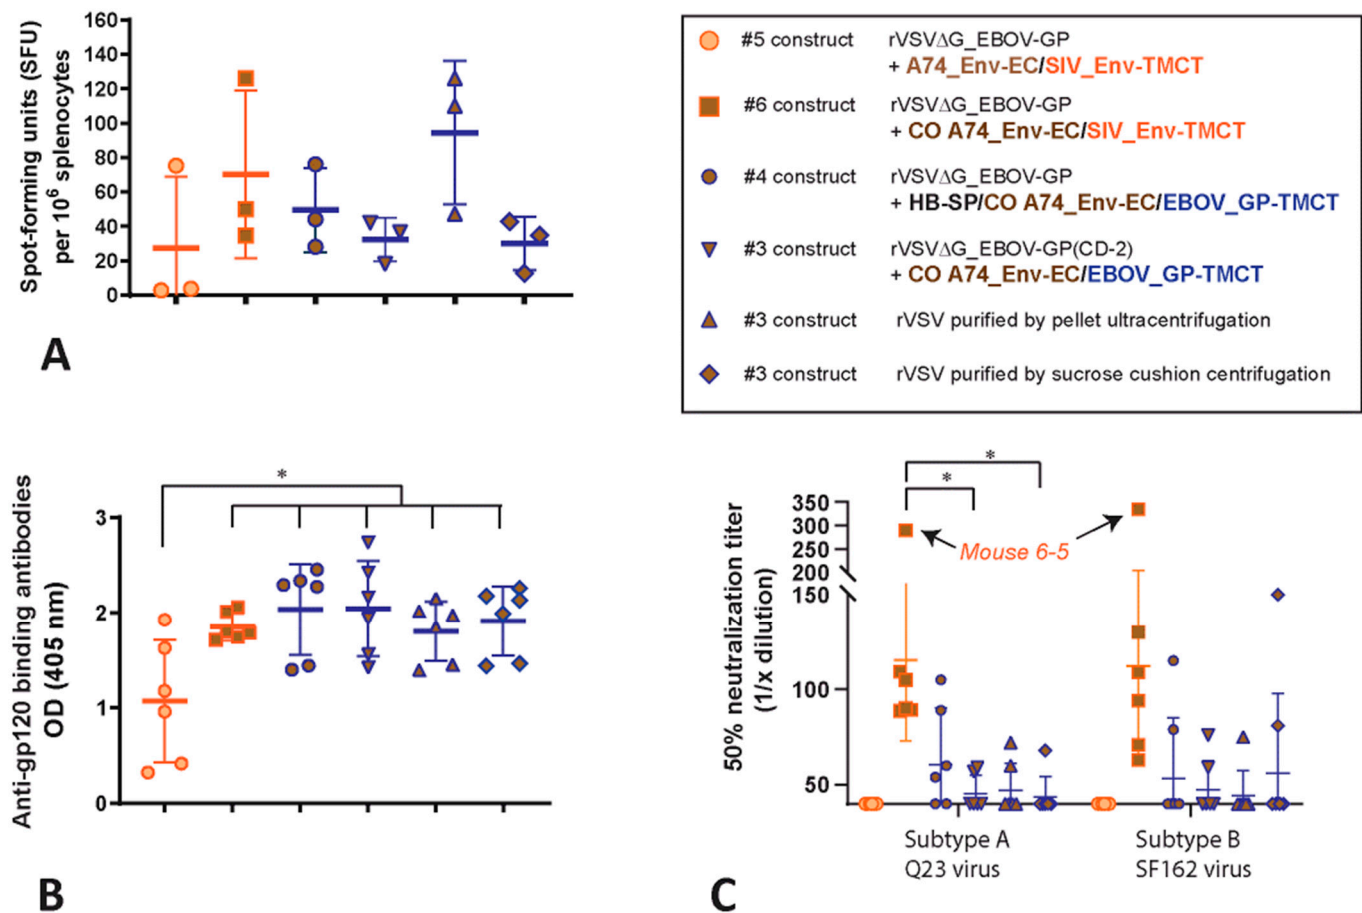 160
140
120
100
80
60
40
20
0
Spot-forming units (SFU)
per 10⁶ splenocytes
A
#5 construct rVSVΔG_EBOV-GP
+ A74_Env-EC/SIV_Env-TMCT
#6 construct rVSVΔG_EBOV-GP
+ CO A74_Env-EC/SIV_Env-TMCT
#4 construct rVSVΔG_EBOV-GP
+ HB-SP/CO A74_Env-EC/EBOV_GP-TMCT
#3 construct rVSVΔG_EBOV-GP(CD-2)
+ CO A74_Env-EC/EBOV_GP-TMCT
#3 construct rVSV purified by pellet ultracentrifugation
#3 construct rVSV purified by sucrose cushion centrifugation
*
3
2
1
0
Anti-gp120 binding antibodies
OD (405 nm)
B
*
*
350
300
250
200
150
100
50
50% neutralization titer
(1/x dilution)
Mouse 6-5
Subtype A
Q23 virus
Subtype B
SF162 virus
C